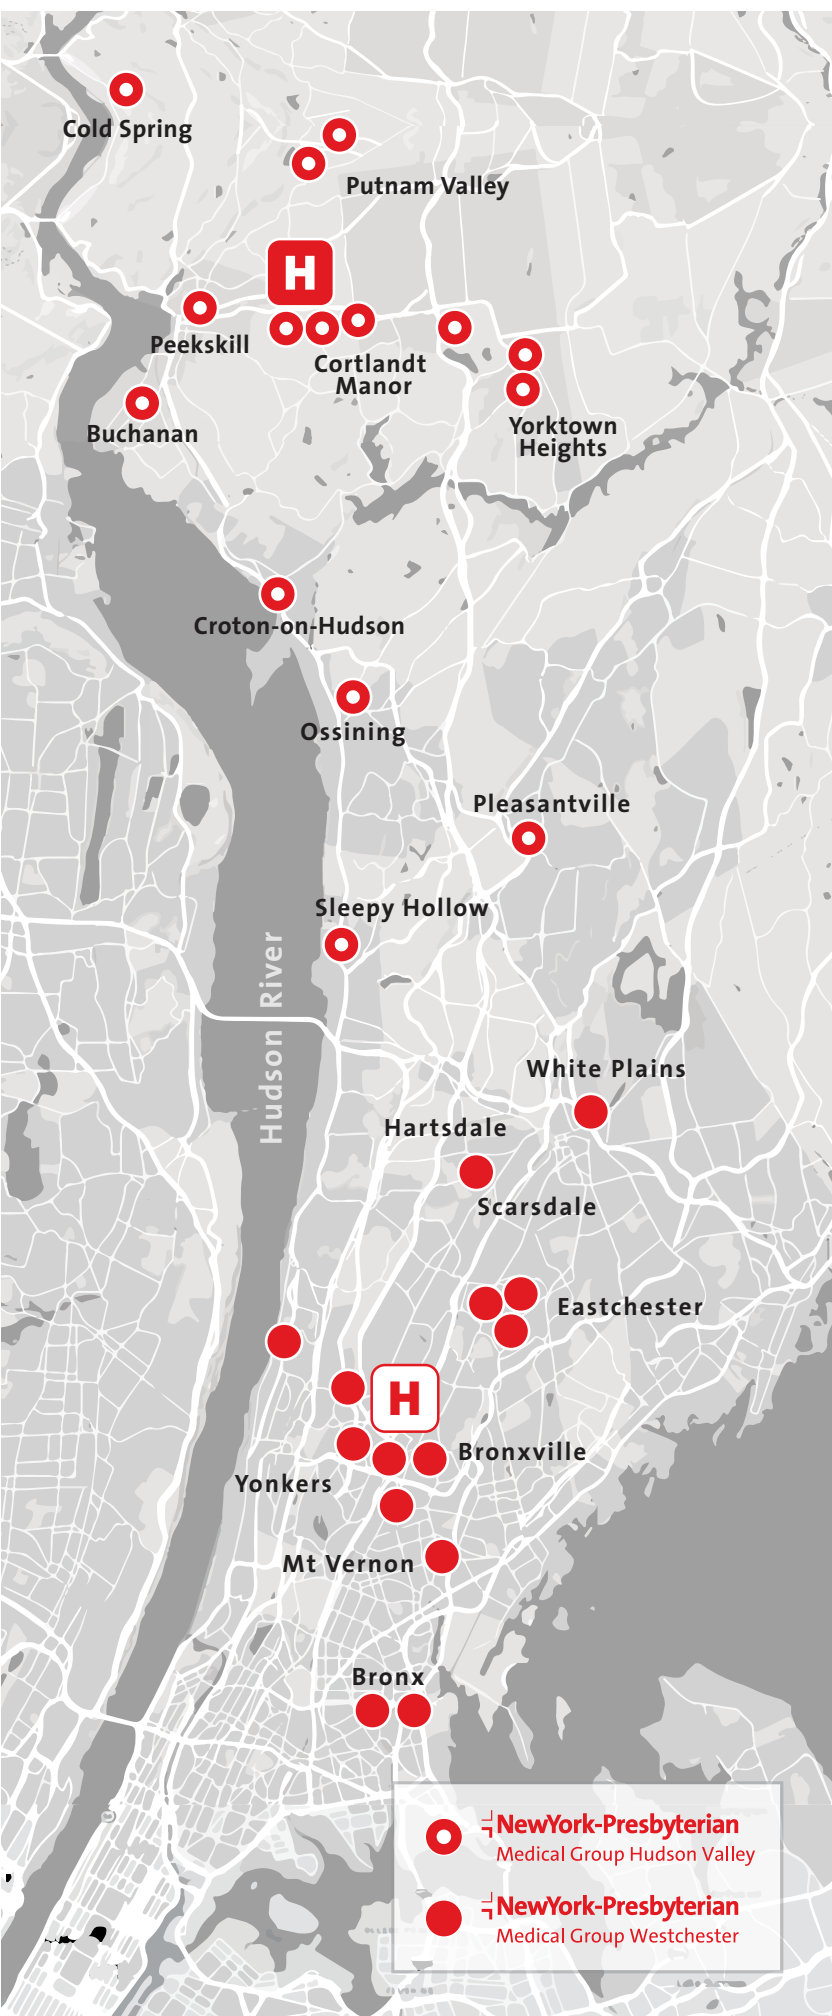 Cold Spring
Putnam Valley
H
Peekskill
Cortlandt
Manor
Buchanan
Yorktown
Heights
Croton-on-Hudson
Ossining
Pleasantville
Sleepy Hollow
Hudson River
White Plains
Hartsdale
Scarsdale
Eastchester
H
Bronxville
Yonkers
Mt Vernon
Bronx
NewYork-Presbyterian
Medical Group Hudson Valley
NewYork-Presbyterian
Medical Group Westchester